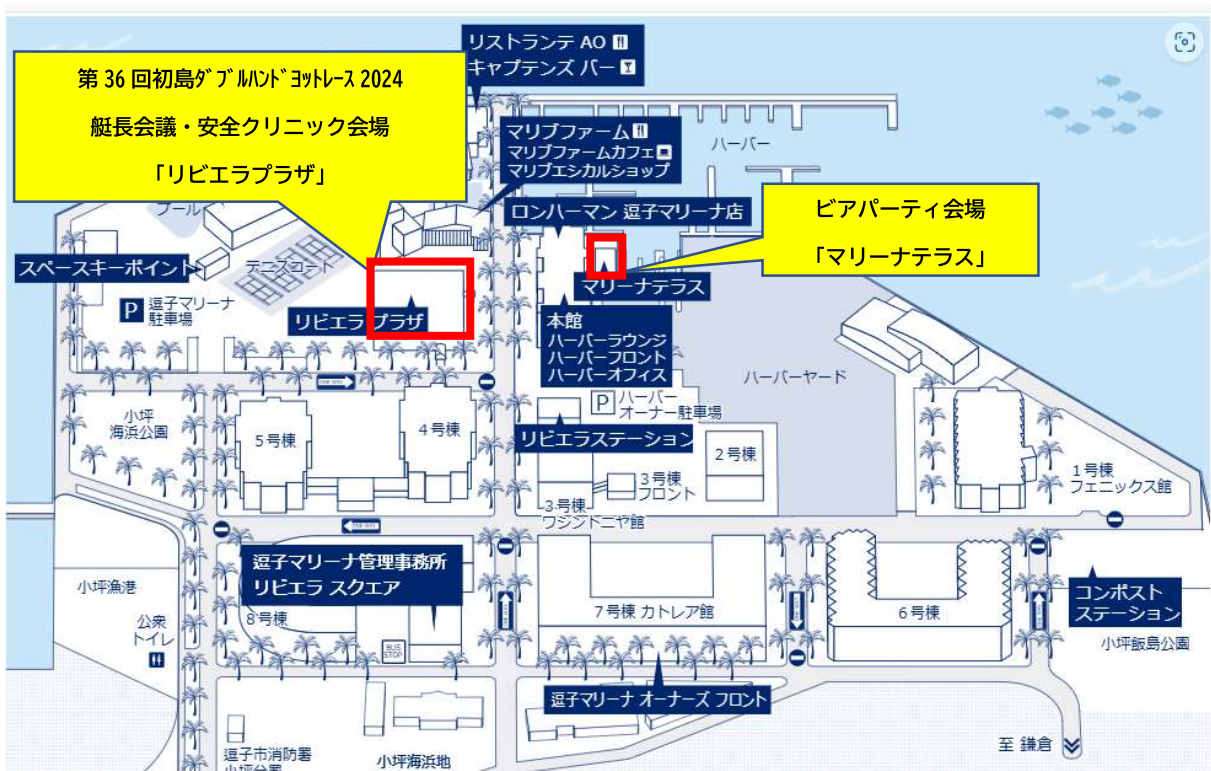 リストランテ AO
キャプテンズ バー
第 36 回初島ﾀﾞﾌﾞﾙﾊﾝﾄﾞﾖｯﾄﾚｰｽ 2024
艇長会議・安全クリニック会場
「リビエラプラザ」
マリブファーム
マリブファームカフェ
マリブエシカルショップ
ハーバー
ロンハーマン 逗子マリーナ店
ビアパーティ会場
「マリーナテラス」
プール
スペースキーポイント
テニスコート
マリーナテラス
P 逗子マリーナ
駐車場
リビエラ プラザ
本館
ハーバーラウンジ
ハーバーフロント
ハーバーオフィス
ハーバーヤード
P ハーバー
オーナー駐車場
小坪
海浜公園
5号棟
4号棟
リビエラステーション
2号棟
3号棟
フロント
3号棟
ワシントニヤ館
1号棟
フェニックス館
逗子マリーナ管理事務所
リビエラ スクエア
小坪漁港
公衆
トイレ
8号棟
BUS
STOP
7号棟 カトレア館
6号棟
コンポスト
ステーション
小坪飯島公園
逗子マリーナ オーナーズ フロント
至 鎌倉
逗子市消防署
小坪分署
小坪海浜地